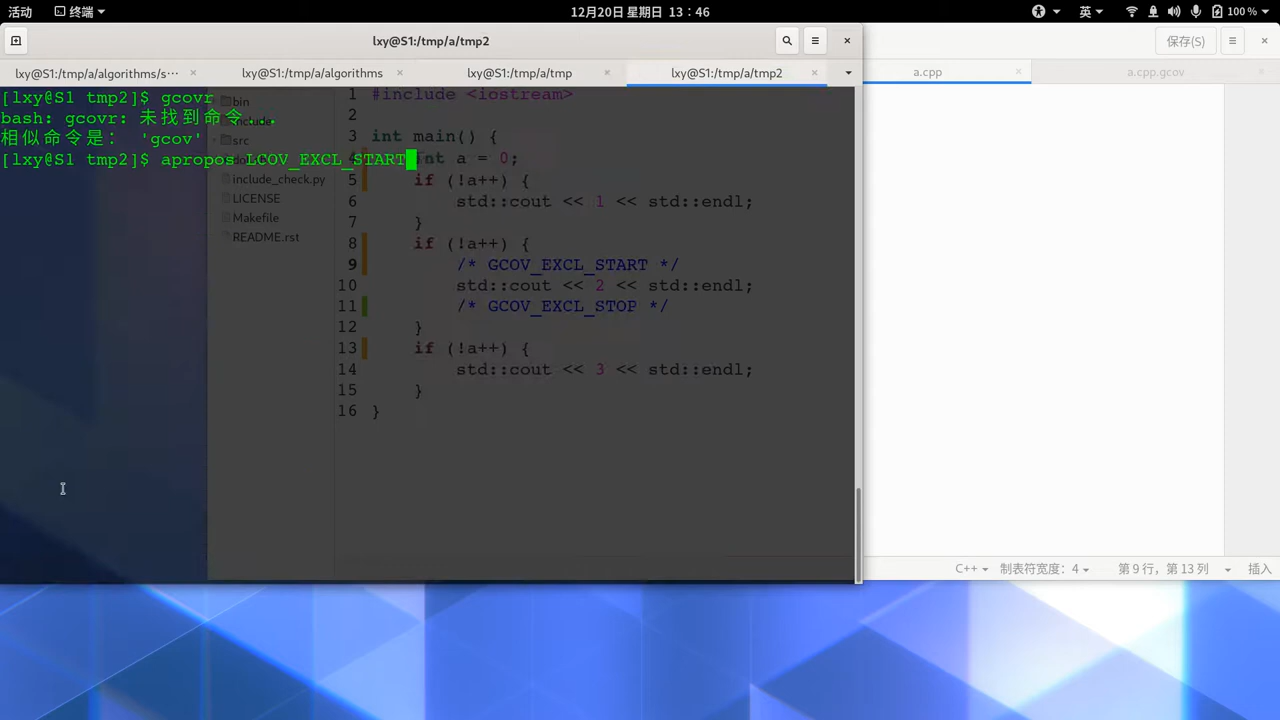 活动 终端 12月20日 星期日 13：46 英 100 %
lxy@S1:/tmp/a/tmp2 保存(S)
lxy@S1:/tmp/a/algorithms/s··· lxy@S1:/tmp/a/algorithms lxy@S1:/tmp/a/tmp lxy@S1:/tmp/a/tmp2 a.cpp a.cpp.gcov
[lxy@S1 tmp2]$ gcovr
bash: gcovr: 未找到命令...
相似命令是： 'gcov'
[lxy@S1 tmp2]$ apropos LCOV_EXCL_START
bin
src
include_check.py
LICENSE
Makefile
README.rst
1 #include <iostream>
2
3 int main() {
4 int a = 0;
5 if (!a++) {
6 std::cout << 1 << std::endl;
7 }
8 if (!a++) {
9 /* GCOV_EXCL_START */
10 std::cout << 2 << std::endl;
11 /* GCOV_EXCL_STOP */
12 }
13 if (!a++) {
14 std::cout << 3 << std::endl;
15 }
16 }
C++ 制表符宽度：4 第 9 行，第 13 列 插入